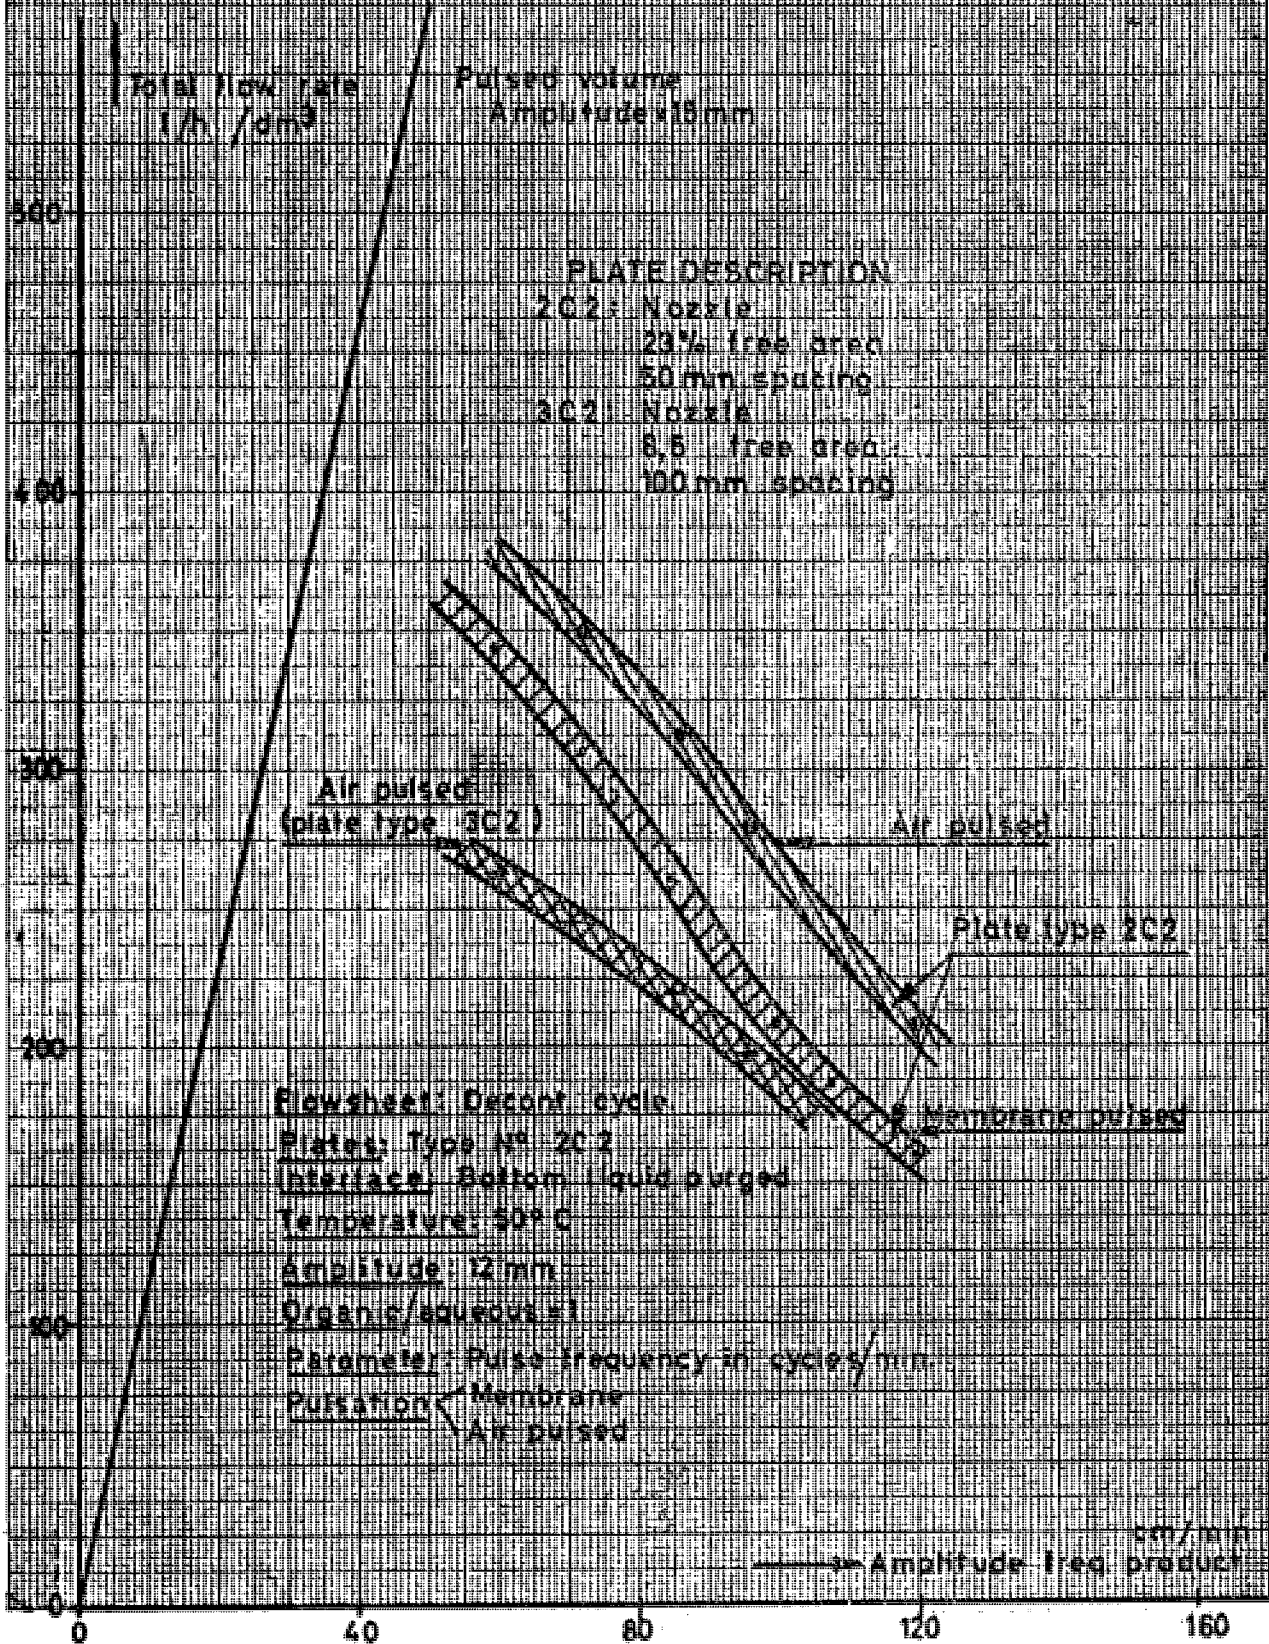 Total flow rate
l/h /dm³
Pulsed volume
Amplitude = 15 mm
500
PLATE DESCRIPTION
2C2: Nozzle
23% free area
50 mm spacing
3C2: Nozzle
free area
400
100 mm spacing
300
Air pulsed
(plate type 3C2)
Air pulsed
Plate type 2C2
200
Flowsheet: Decont cycle.
Membrane pulsed
Plates: Type Nº 2C2
Interface: Bottom liquid purged
Temperature: 50° C
Amplitude: 12 mm
Organic/aqueous = 1
100
Parameter: Pulse frequency in cycles/min.
Pulsation Membrane
Air pulsed
cm/min
Amplitude freq. product
0
0 40 80 120 160